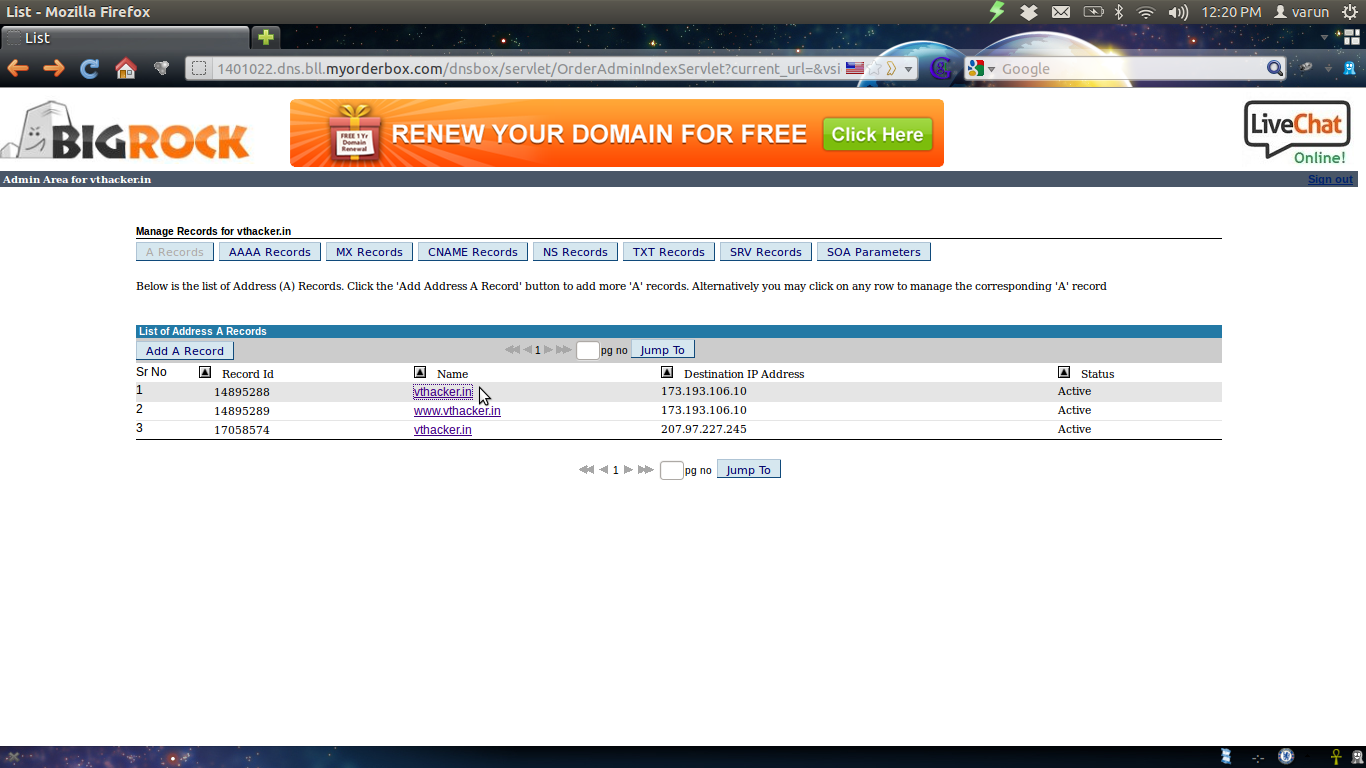 List - Mozilla Firefox
12:20 PM varun
List
1401022.dns.bll.myorderbox.com/dnsbox/servlet/OrderAdminIndexServlet?current_url=&vsi
Google
BIGROCK
FREE 1 Yr Domain Renewal
RENEW YOUR DOMAIN FOR FREE
Click Here
LiveChat
Online!
Admin Area for vthacker.in
Sign out
Manage Records for vthacker.in
A Records AAAA Records MX Records CNAME Records NS Records TXT Records SRV Records SOA Parameters
Below is the list of Address (A) Records. Click the 'Add Address A Record' button to add more 'A' records. Alternatively you may click on any row to manage the corresponding 'A' record
List of Address A Records
Add A Record 1 pg no Jump To
Sr No Record Id Name Destination IP Address Status
1 14895288 vthacker.in 173.193.106.10 Active
2 14895289 www.vthacker.in 173.193.106.10 Active
3 17058574 vthacker.in 207.97.227.245 Active
1 pg no Jump To